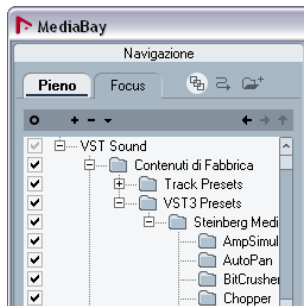 MediaBay
Navigazione
Pieno Focus
VST Sound
Contenuti di Fabbrica
Track Presets
VST3 Presets
Steinberg Medi
AmpSimul
AutoPan
BitCrusher
Chopper